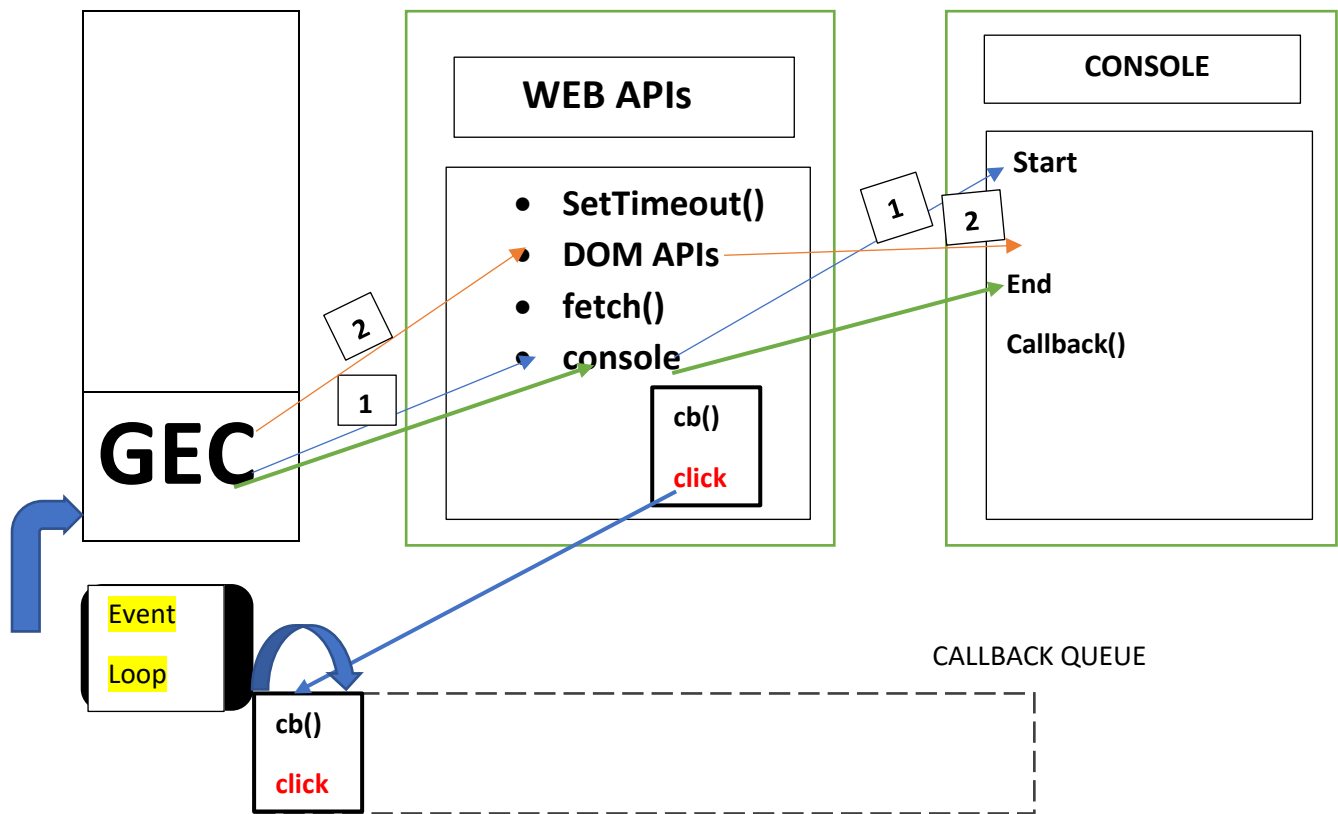 WEB APIs
CONSOLE
SetTimeout()
DOM APIs
fetch()
console
Start
End
Callback()
1
2
2
1
GEC
cb()
click
Event
Loop
CALLBACK QUEUE
cb()
click